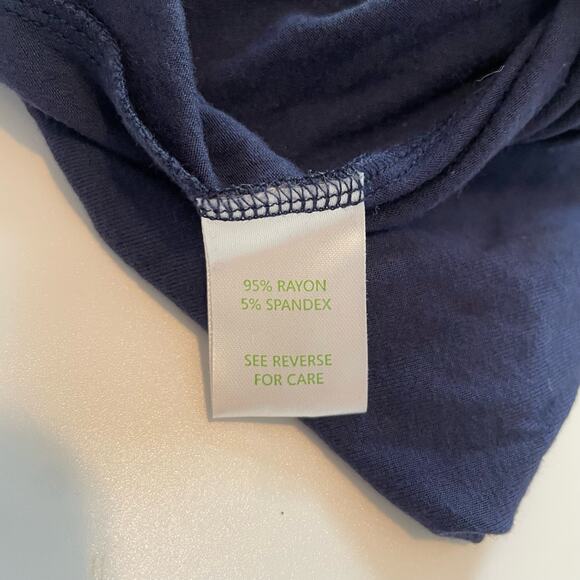 95% RAYON
5% SPANDEX
SEE REVERSE
FOR CARE